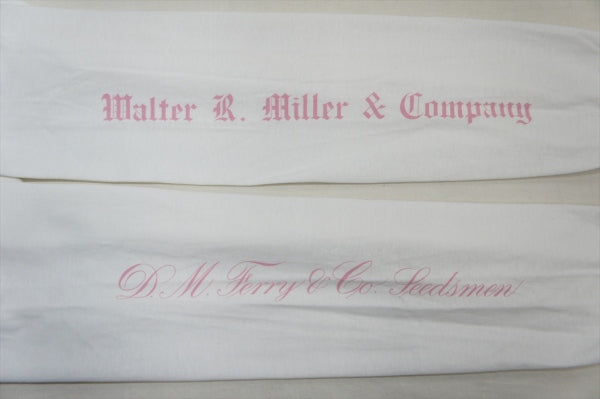 Walter R. Miller & Company
D. M. Ferry & Co. Seedsmen